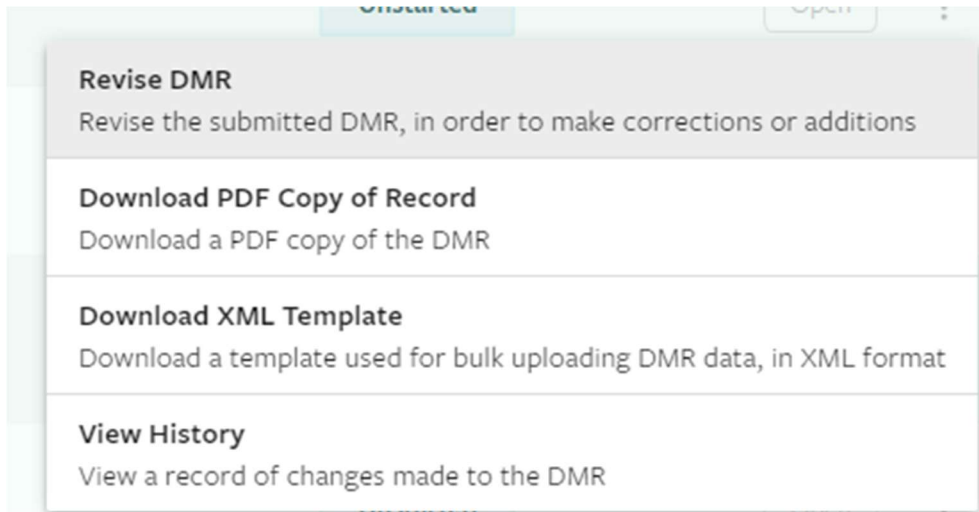 Unstarted
Open
Revise DMR
Revise the submitted DMR, in order to make corrections or additions
Download PDF Copy of Record
Download a PDF copy of the DMR
Download XML Template
Download a template used for bulk uploading DMR data, in XML format
View History
View a record of changes made to the DMR